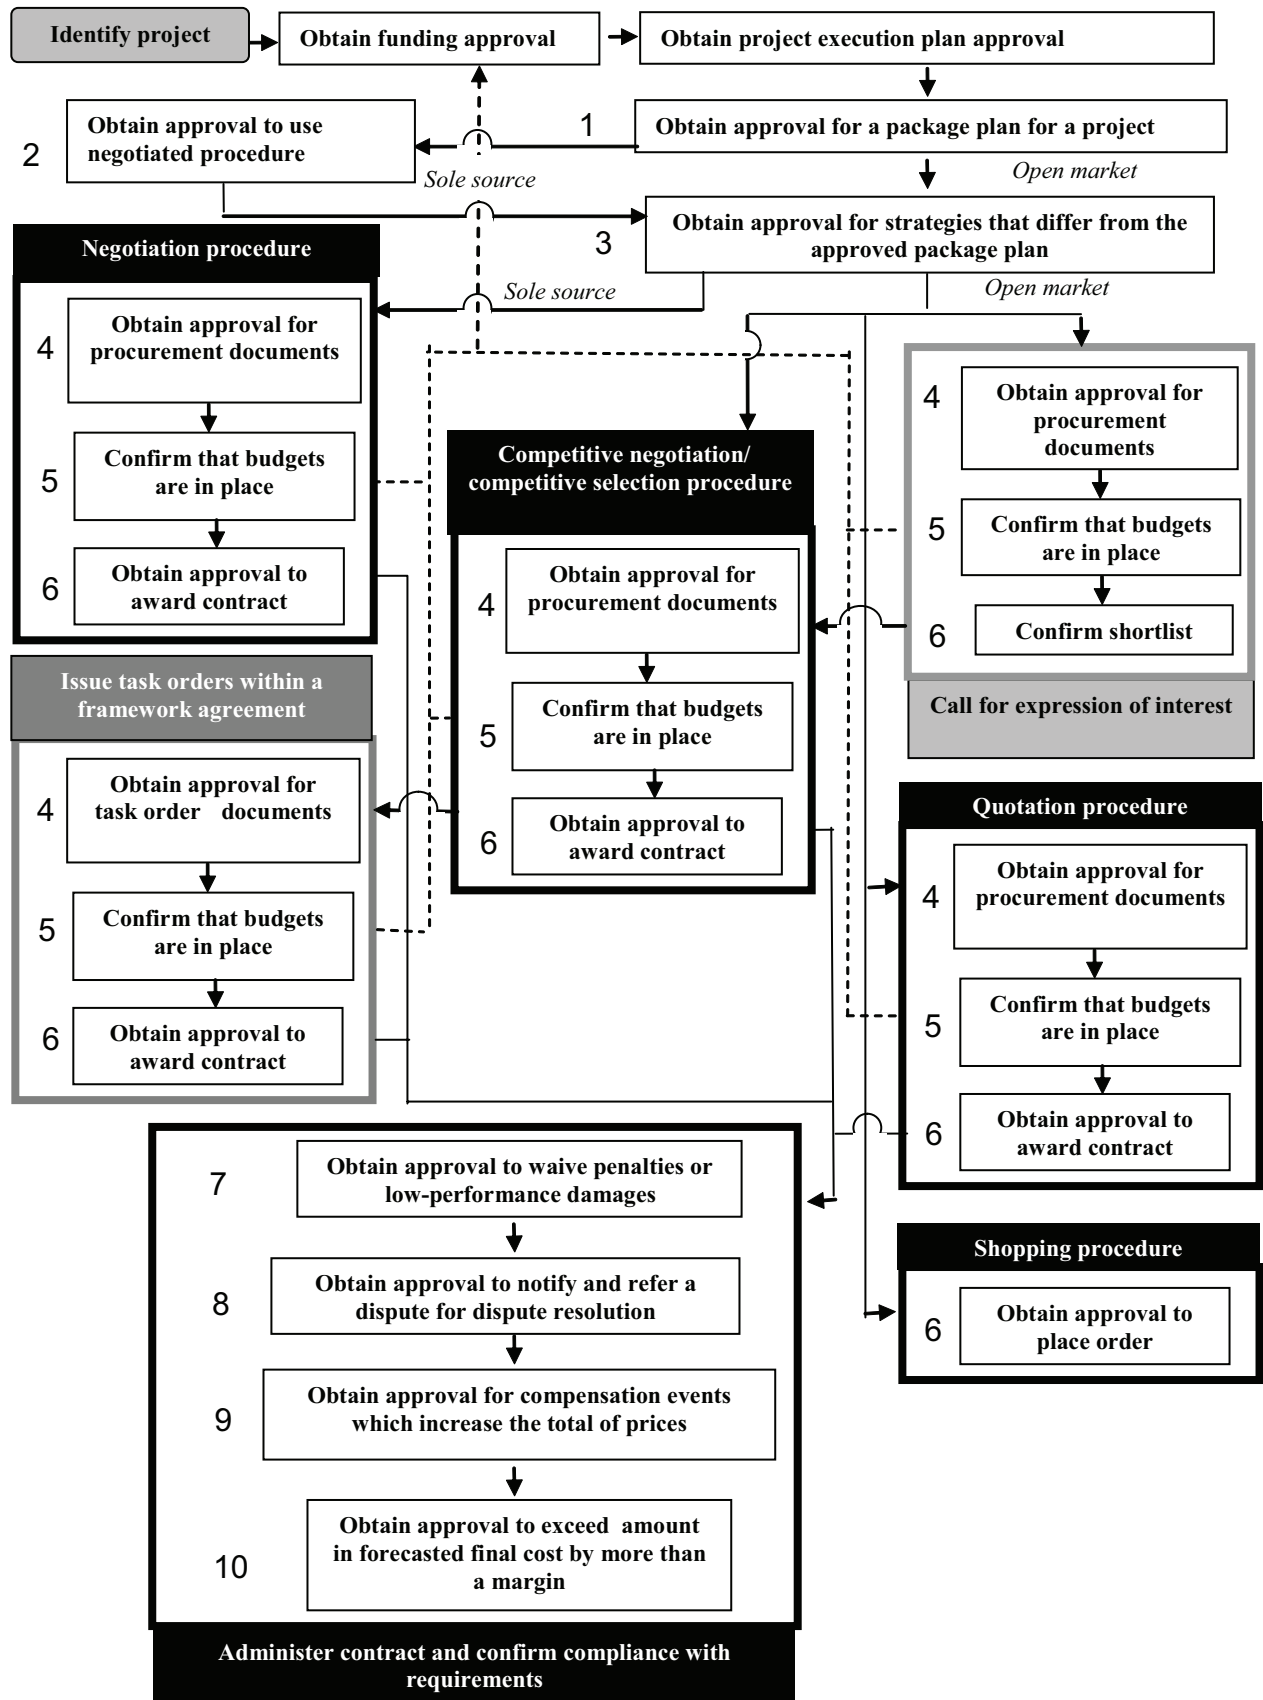 Identify project
Obtain funding approval
Obtain project execution plan approval
1
Obtain approval for a package plan for a project
2
Obtain approval to use
negotiated procedure
Sole source
Open market
3
Obtain approval for strategies that differ from the
approved package plan
Sole source
Open market
Negotiation procedure
4
Obtain approval for
procurement documents
5
Confirm that budgets
are in place
6
Obtain approval to
award contract
4
Obtain approval for
procurement
documents
5
Confirm that budgets
are in place
6
Confirm shortlist
Call for expression of interest
Competitive negotiation/
competitive selection procedure
4
Obtain approval for
procurement documents
5
Confirm that budgets
are in place
6
Obtain approval to
award contract
Issue task orders within a
framework agreement
4
Obtain approval for
task order documents
5
Confirm that budgets
are in place
6
Obtain approval to
award contract
Quotation procedure
4
Obtain approval for
procurement documents
5
Confirm that budgets
are in place
6
Obtain approval to
award contract
Shopping procedure
6
Obtain approval to
place order
7
Obtain approval to waive penalties or
low-performance damages
8
Obtain approval to notify and refer a
dispute for dispute resolution
9
Obtain approval for compensation events
which increase the total of prices
10
Obtain approval to exceed amount
in forecasted final cost by more than
a margin
Administer contract and confirm compliance with
requirements